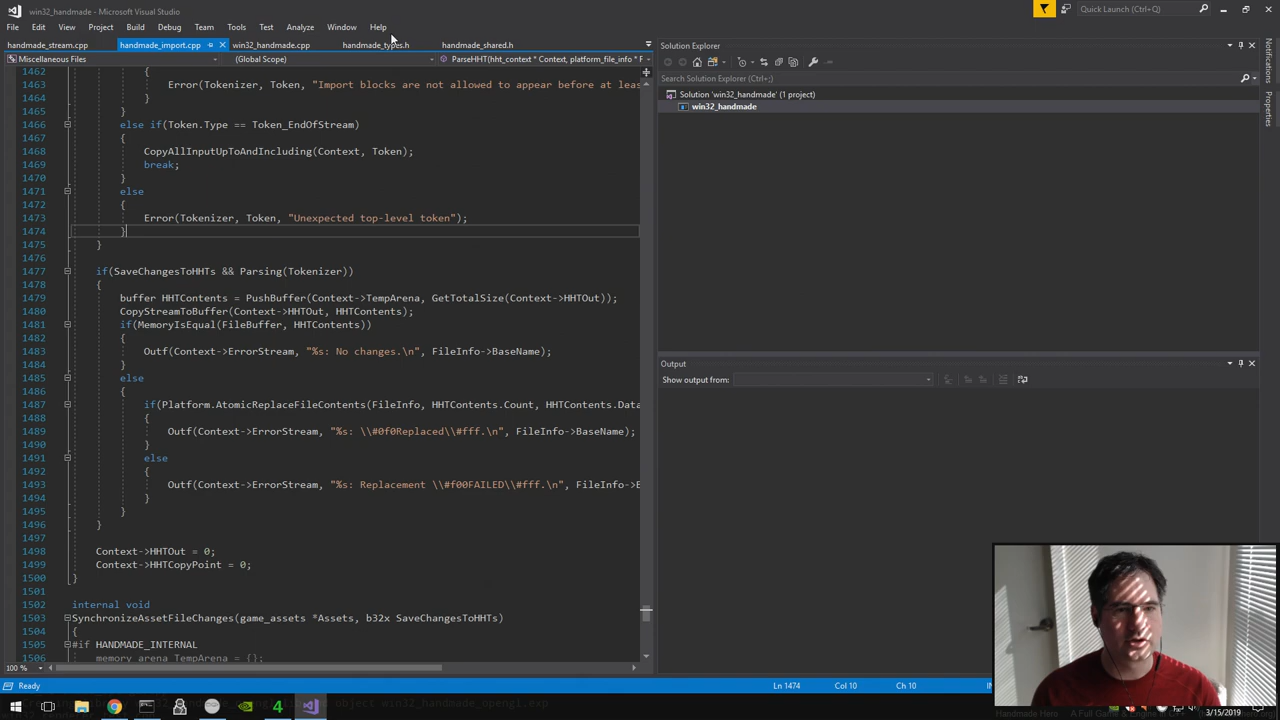 win32_handmade - Microsoft Visual Studio
Quick Launch (Ctrl+Q)
File Edit View Project Build Debug Team Tools Test Analyze Window Help
handmade_stream.cpp handmade_import.cpp win32_handmade.cpp handmade_types.h handmade_shared.h
Miscellaneous Files (Global Scope) ParseHHT(hht_context * Context, platform_file_info * F
1462 {
1463 Error(Tokenizer, Token, "Import blocks are not allowed to appear before at leas
1464 }
1465 }
1466 else if(Token.Type == Token_EndOfStream)
1467 {
1468 CopyAllInputUpToAndIncluding(Context, Token);
1469 break;
1470 }
1471 else
1472 {
1473 Error(Tokenizer, Token, "Unexpected top-level token");
1474 }
1475 }
1476
1477 if(SaveChangesToHHTs && Parsing(Tokenizer))
1478 {
1479 buffer HHTContents = PushBuffer(Context->TempArena, GetTotalSize(Context->HHTOut));
1480 CopyStreamToBuffer(Context->HHTOut, HHTContents);
1481 if(MemoryIsEqual(FileBuffer, HHTContents))
1482 {
1483 Outf(Context->ErrorStream, "%s: No changes.\n", FileInfo->BaseName);
1484 }
1485 else
1486 {
1487 if(Platform.AtomicReplaceFileContents(FileInfo, HHTContents.Count, HHTContents.Data
1488 {
1489 Outf(Context->ErrorStream, "%s: \\#0f0Replaced\\#fff.\n", FileInfo->BaseName);
1490 }
1491 else
1492 {
1493 Outf(Context->ErrorStream, "%s: Replacement \\#f00FAILED\\#fff.\n", FileInfo->B
1494 }
1495 }
1496 }
1497
1498 Context->HHTOut = 0;
1499 Context->HHTCopyPoint = 0;
1500 }
1501
1502 internal void
1503 SynchronizeAssetFileChanges(game_assets *Assets, b32x SaveChangesToHHTs)
1504 {
1505 #if HANDMADE_INTERNAL
1506 memory_arena TempArena = {};
100 %
Solution Explorer
Search Solution Explorer (Ctrl+;)
Solution 'win32_handmade' (1 project)
win32_handmade
Properties
Output
Show output from:
Ready Ln 1474 Col 10 Ch 10
object win32_handmade_opengl.exp
3/15/2019